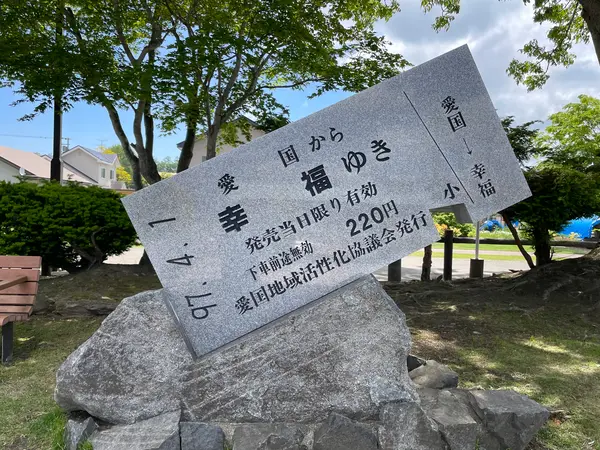 97.-4.-1
愛国から
幸福ゆき
発売当日限り有効
下車前途無効 220円
愛国地域活性化協議会発行
愛国→幸福
小